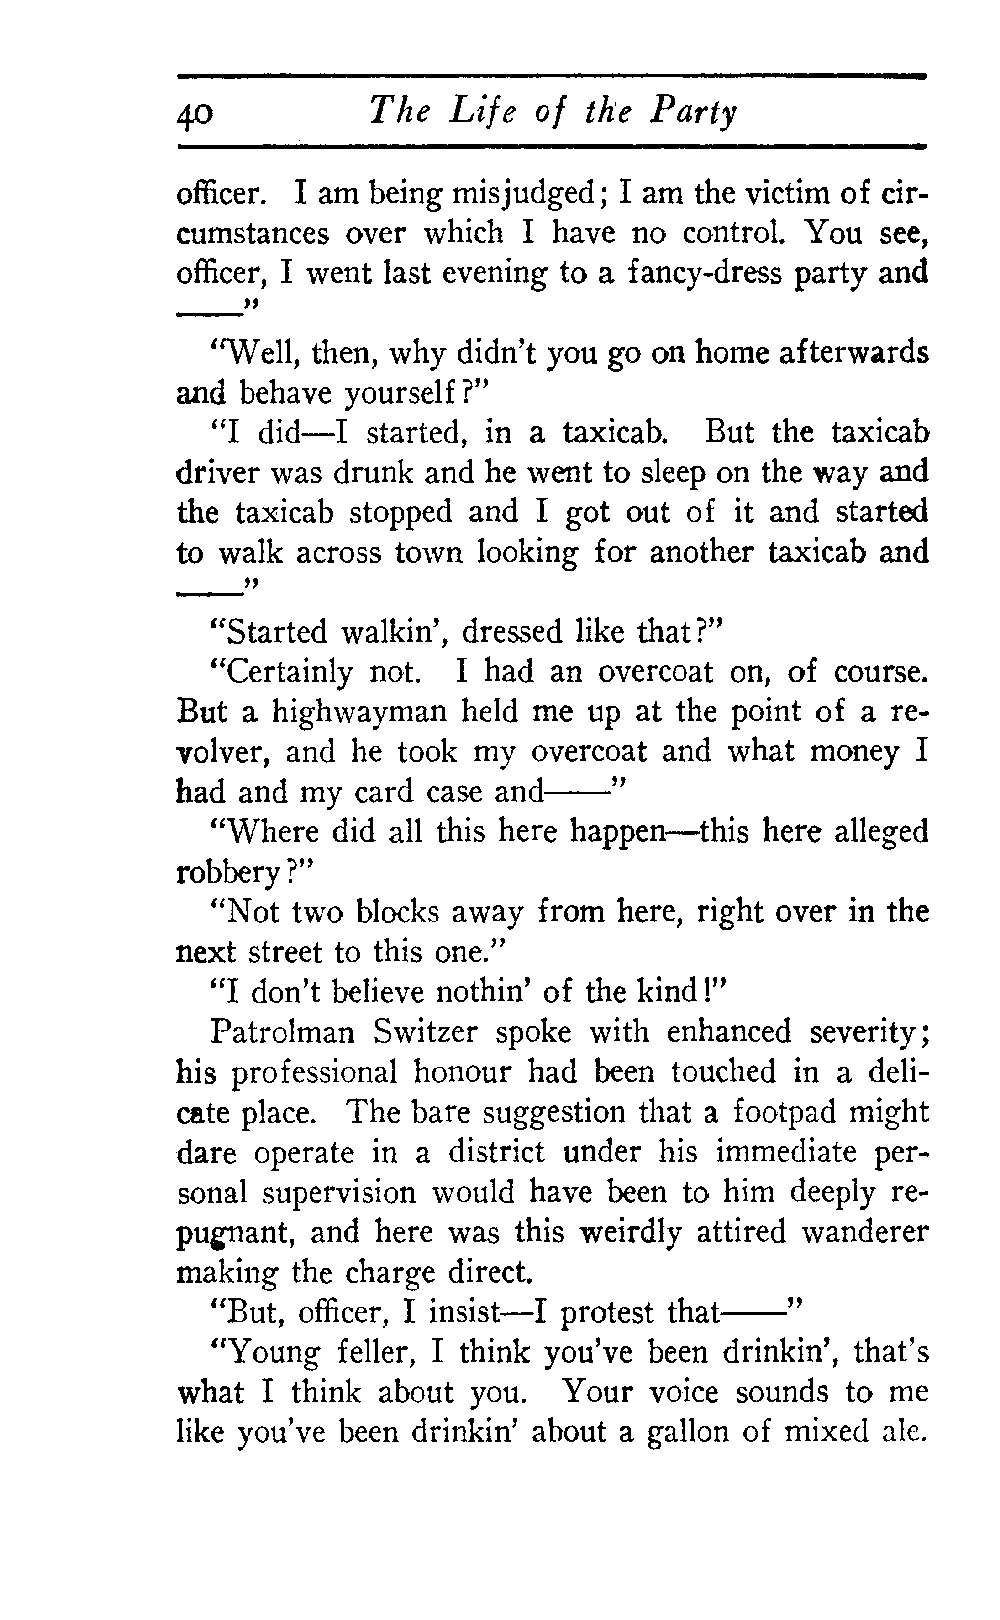 40 The Life of the Party
officer. I am being misjudged; I am the victim of cir-
cumstances over which I have no control. You see,
officer, I went last evening to a fancy-dress party and
——"
"Well, then, why didn't you go on home afterwards
and behave yourself?"
"I did—I started, in a taxicab. But the taxicab
driver was drunk and he went to sleep on the way and
the taxicab stopped and I got out of it and started
to walk across town looking for another taxicab and
——"
"Started walkin', dressed like that?"
"Certainly not. I had an overcoat on, of course.
But a highwayman held me up at the point of a re-
volver, and he took my overcoat and what money I
had and my card case and——"
"Where did all this here happen—this here alleged
robbery?"
"Not two blocks away from here, right over in the
next street to this one."
"I don't believe nothin' of the kind!"
Patrolman Switzer spoke with enhanced severity;
his professional honour had been touched in a deli-
cate place. The bare suggestion that a footpad might
dare operate in a district under his immediate per-
sonal supervision would have been to him deeply re-
pugnant, and here was this weirdly attired wanderer
making the charge direct.
"But, officer, I insist—I protest that——"
"Young feller, I think you've been drinkin', that's
what I think about you. Your voice sounds to me
like you've been drinkin' about a gallon of mixed ale.